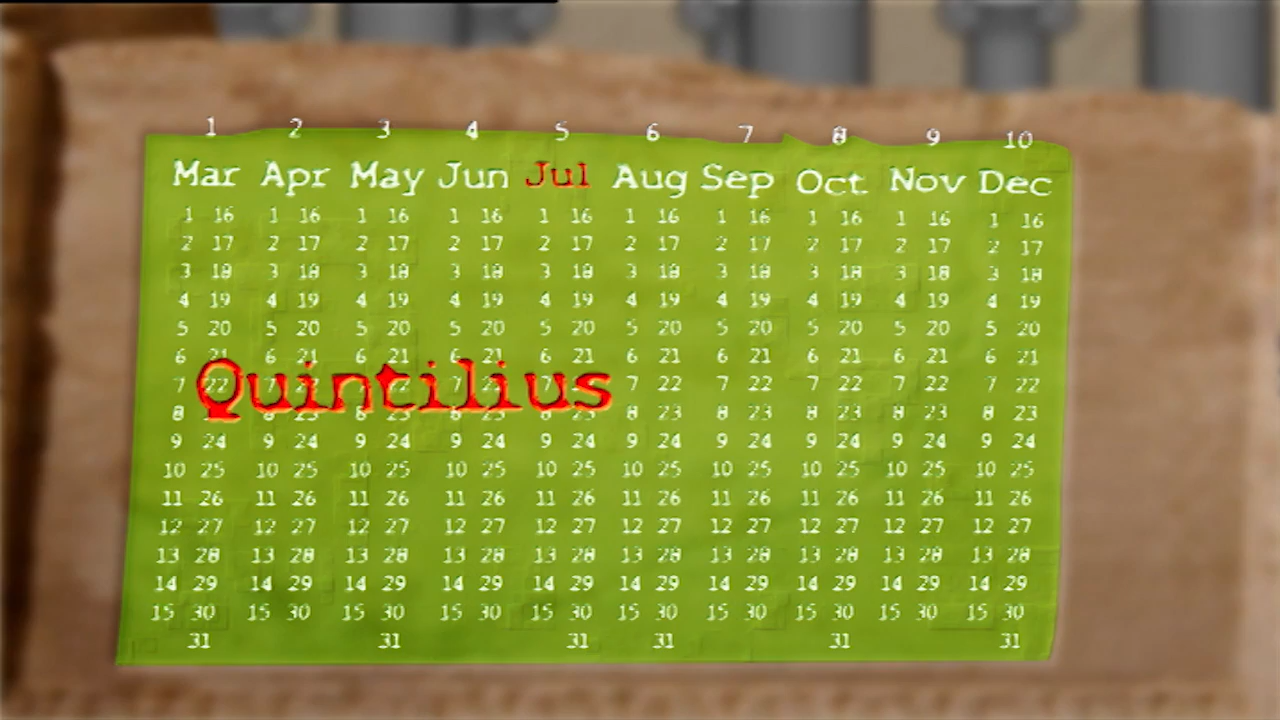 1 2 3 4 5 6 7 8 9 10
Mar Apr May Jun Jul Aug Sep Oct Nov Dec
1 16 1 16 1 16 1 16 1 16 1 16 1 16 1 16 1 16 1 16
2 17 2 17 2 17 2 17 2 17 2 17 2 17 2 17 2 17 2 17
3 18 3 18 3 18 3 18 3 18 3 18 3 18 3 18 3 18 3 18
4 19 4 19 4 19 4 19 4 19 4 19 4 19 4 19 4 19 4 19
5 20 5 20 5 20 5 20 5 20 5 20 5 20 5 20 5 20 5 20
6 21 6 21 6 21 6 21 6 21 6 21 6 21 6 21 6 21 6 21
Quintilius
7 22 7 22 7 7 22 7 22 7 22 7 22 7 22
8 8 23 8 23 8 23 8 23 8 23 8 23 8 23 8 23 8 23
9 24 9 24 9 24 9 24 9 24 9 24 9 24 9 24 9 24 9 24
10 25 10 25 10 25 10 25 10 25 10 25 10 25 10 25 10 25 10 25
11 26 11 26 11 26 11 26 11 26 11 26 11 26 11 26 11 26 11 26
12 27 12 27 12 27 12 27 12 27 12 27 12 27 12 27 12 27 12 27
13 28 13 28 13 28 13 28 13 28 13 28 13 28 13 28 13 28 13 28
14 29 14 29 14 29 14 29 14 29 14 29 14 29 14 29 14 29 14 29
15 30 15 30 15 30 15 30 15 30 15 30 15 30 15 30 15 30 15 30
31 31 31 31 31 31